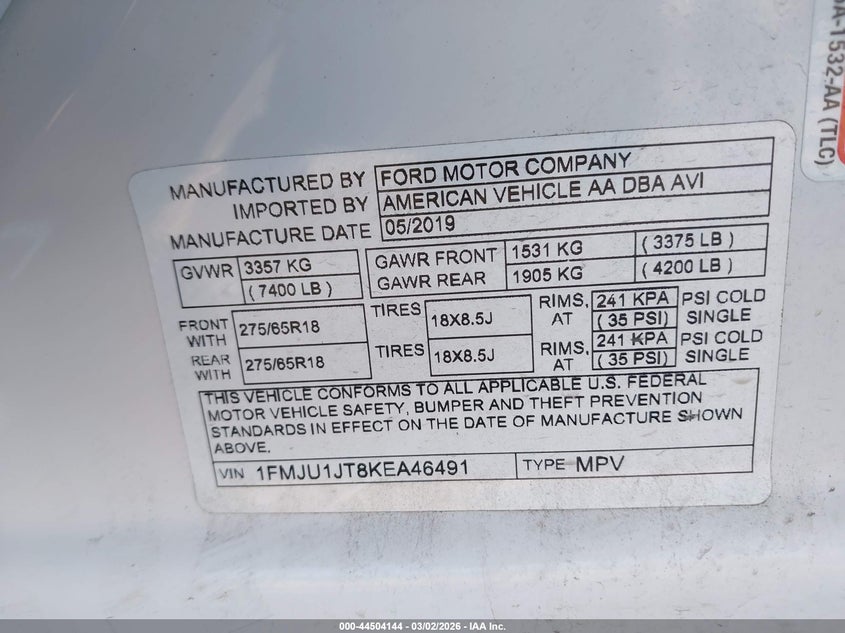 5A-1532-AA (TLC)
MANUFACTURED BY FORD MOTOR COMPANY
IMPORTED BY AMERICAN VEHICLE AA DBA AVI
MANUFACTURE DATE 05/2019
GVWR 3357 KG (7400 LB)
GAWR FRONT 1531 KG (3375 LB)
GAWR REAR 1905 KG (4200 LB)
FRONT WITH 275/65R18 TIRES 18X8.5J RIMS, AT 241 KPA (35 PSI) PSI COLD SINGLE
REAR WITH 275/65R18 TIRES 18X8.5J RIMS, AT 241 KPA (35 PSI) PSI COLD SINGLE
THIS VEHICLE CONFORMS TO ALL APPLICABLE U.S. FEDERAL
MOTOR VEHICLE SAFETY, BUMPER AND THEFT PREVENTION
STANDARDS IN EFFECT ON THE DATE OF MANUFACTURE SHOWN
ABOVE.
VIN 1FMJU1JT8KEA46491 TYPE MPV
000-44504144 - 03/02/2026 - IAA Inc.